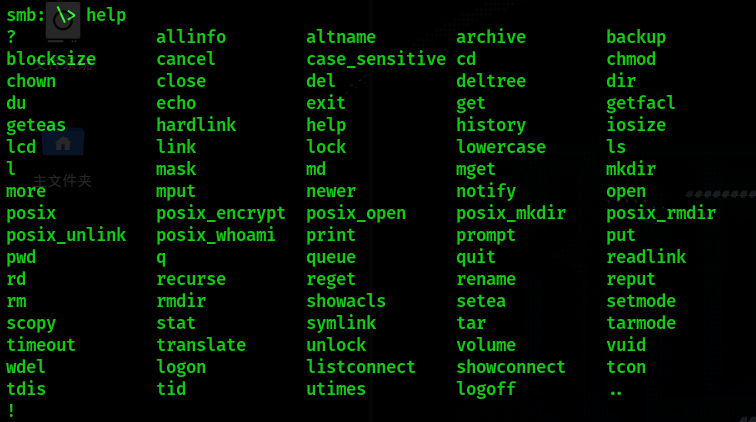 smb: \> help
? allinfo altname archive backup
blocksize cancel case_sensitive cd chmod
chown close del deltree dir
du echo exit get getfacl
geteas hardlink help history iosize
lcd link lock lowercase ls
l mask md mget mkdir
more mput newer notify open
posix posix_encrypt posix_open posix_mkdir posix_rmdir
posix_unlink posix_whoami print prompt put
pwd q queue quit readlink
rd recurse reget rename reput
rm rmdir showacls setea setmode
scopy stat symlink tar tarmode
timeout translate unlock volume vuid
wdel logon listconnect showconnect tcon
tdis tid utimes logoff ..
!
文件系统
主文件夹